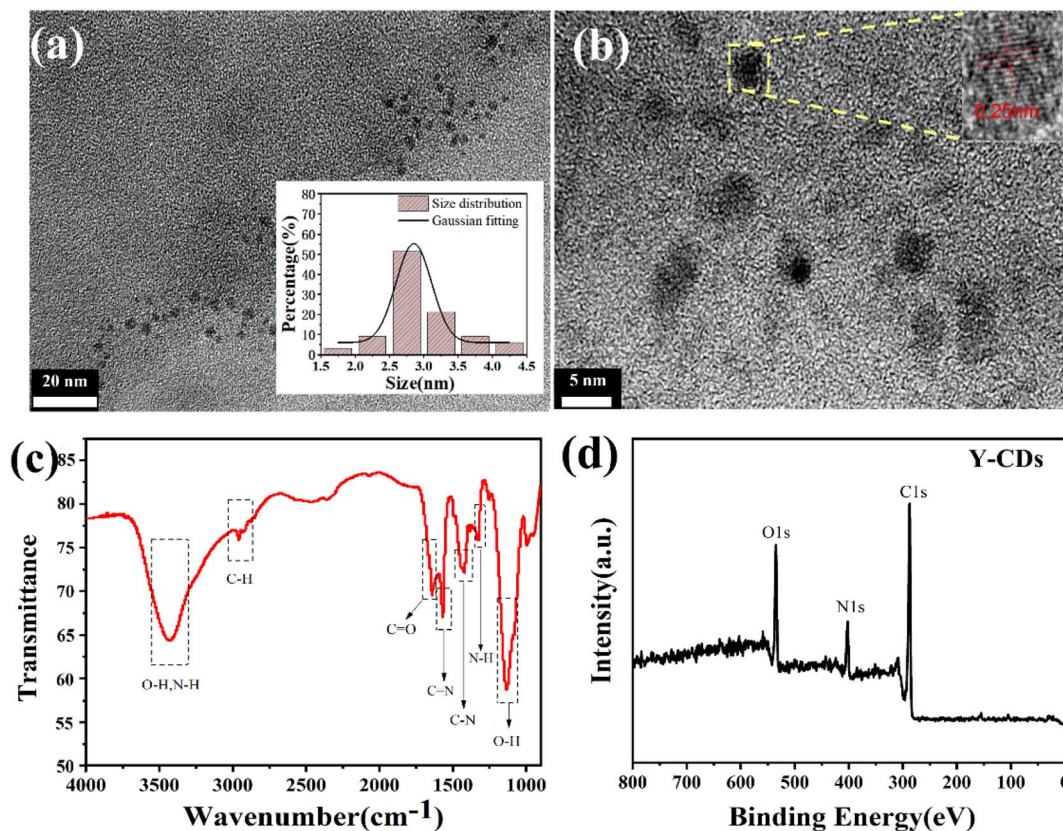 (a)
80
70
60
50
40
30
20
10
0
Percentage(%)
Size distribution
Gaussian fitting
1.5 2.0 2.5 3.0 3.5 4.0 4.5
Size(nm)
20 nm
(b)
0.25nm
5 nm
(c)
85
80
75
70
65
60
55
50
Transmittance
O-H,N-H
C-H
C=O
C=N
C-N
N-H
O-H
4000 3500 3000 2500 2000 1500 1000
Wavenumber(cm-1)
(d)
Y-CDs
C1s
O1s
N1s
Intensity(a.u.)
800 700 600 500 400 300 200 100 0
Binding Energy(eV)